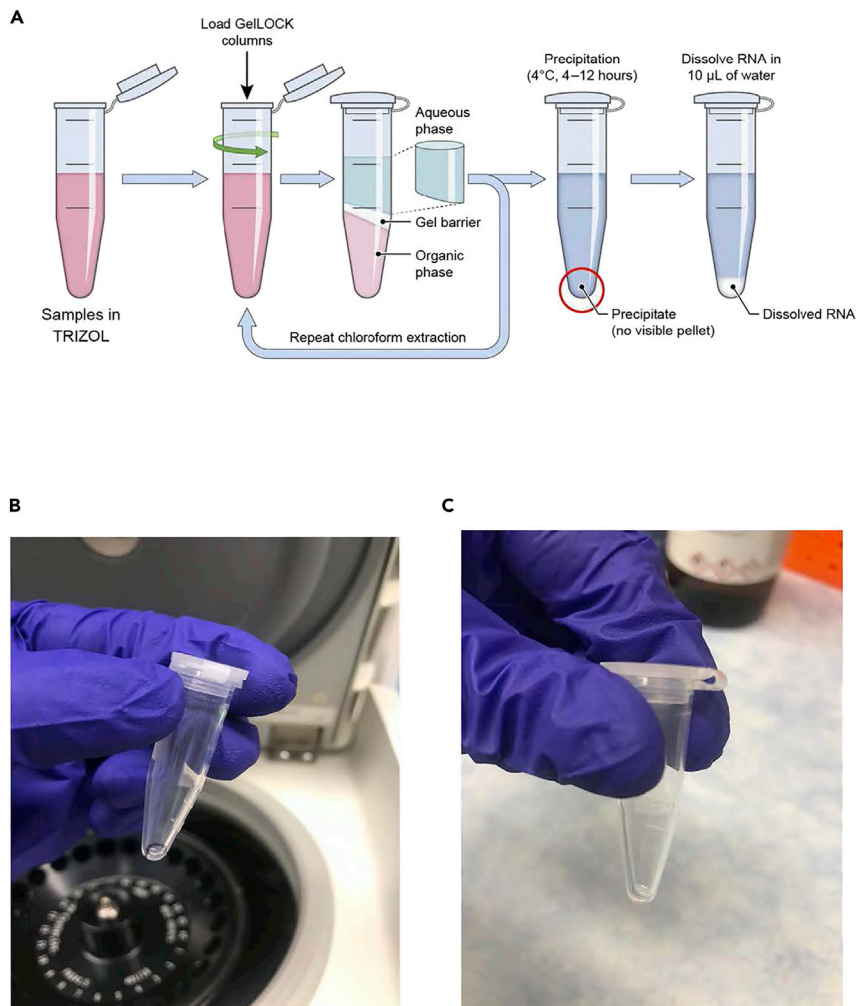 A
Load GelLOCK
columns
Precipitation
(4°C, 4–12 hours)
Dissolve RNA in
10 µL of water
Aqueous
phase
Gel barrier
Organic
phase
Samples in
TRIZOL
Repeat chloroform extraction
Precipitate
(no visible pellet)
Dissolved RNA
B
C